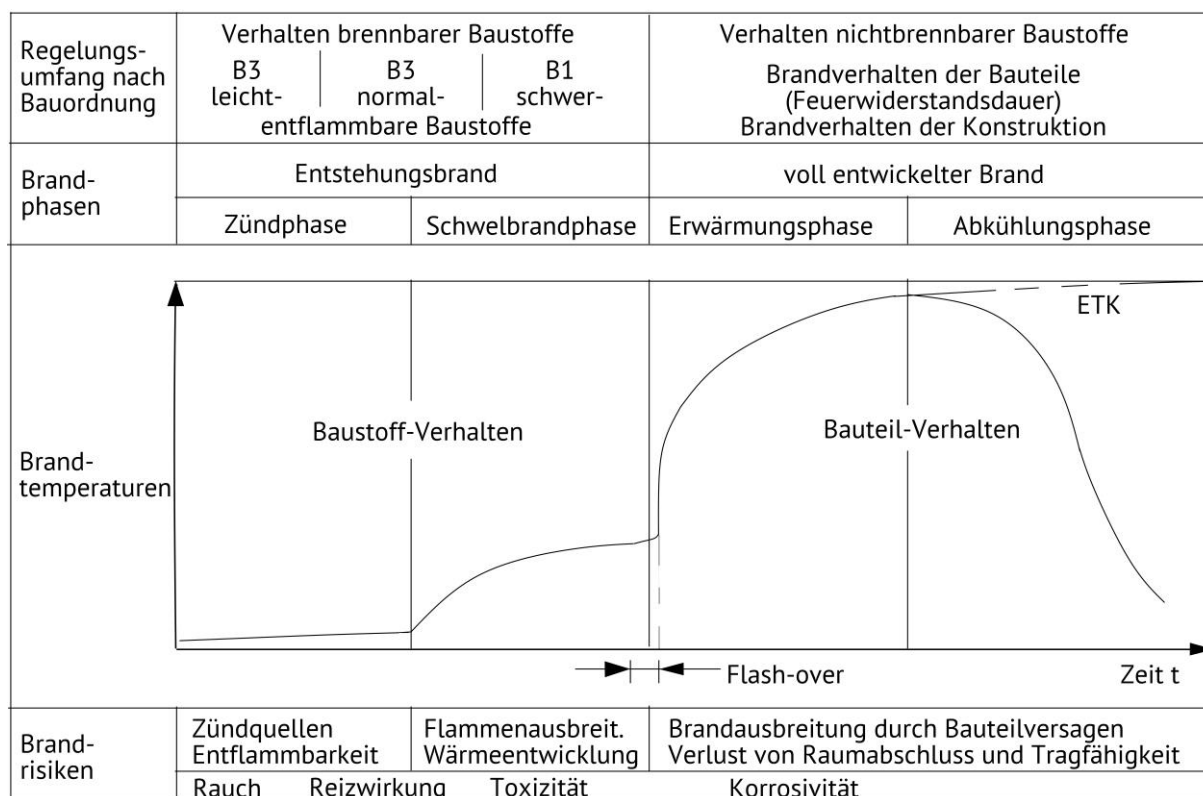 Regelungs-
umfang nach
Bauordnung
Verhalten brennbarer Baustoffe
B3
leicht-
B3
normal-
B1
schwer-
entflammbare Baustoffe
Verhalten nichtbrennbarer Baustoffe
Brandverhalten der Bauteile
(Feuerwiderstandsdauer)
Brandverhalten der Konstruktion
Brand-
phasen
Entstehungsbrand
voll entwickelter Brand
Zündphase
Schwelbrandphase
Erwärmungsphase
Abkühlungsphase
Brand-
temperaturen
ETK
Baustoff-Verhalten
Bauteil-Verhalten
Flash-over
Zeit t
Brand-
risiken
Zündquellen
Entflammbarkeit
Flammenausbreit.
Wärmeentwicklung
Brandausbreitung durch Bauteilversagen
Verlust von Raumabschluss und Tragfähigkeit
Rauch Reizwirkung Toxizität Korrosivität